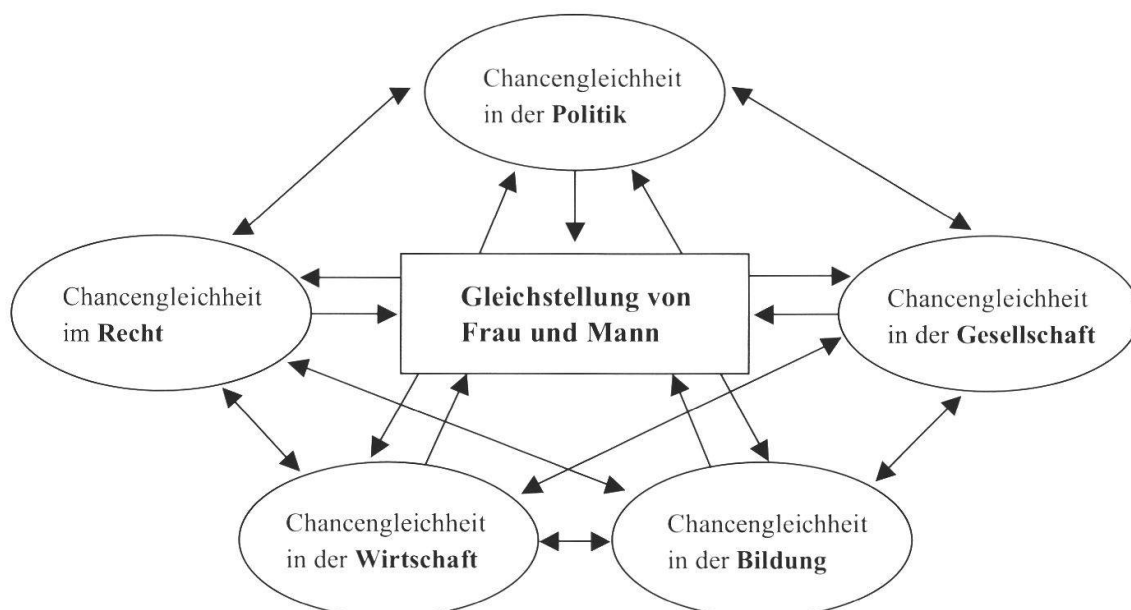 Chancengleichheit
in der Politik
Chancengleichheit
im Recht
Gleichstellung von
Frau und Mann
Chancengleichheit
in der Gesellschaft
Chancengleichheit
in der Wirtschaft
Chancengleichheit
in der Bildung